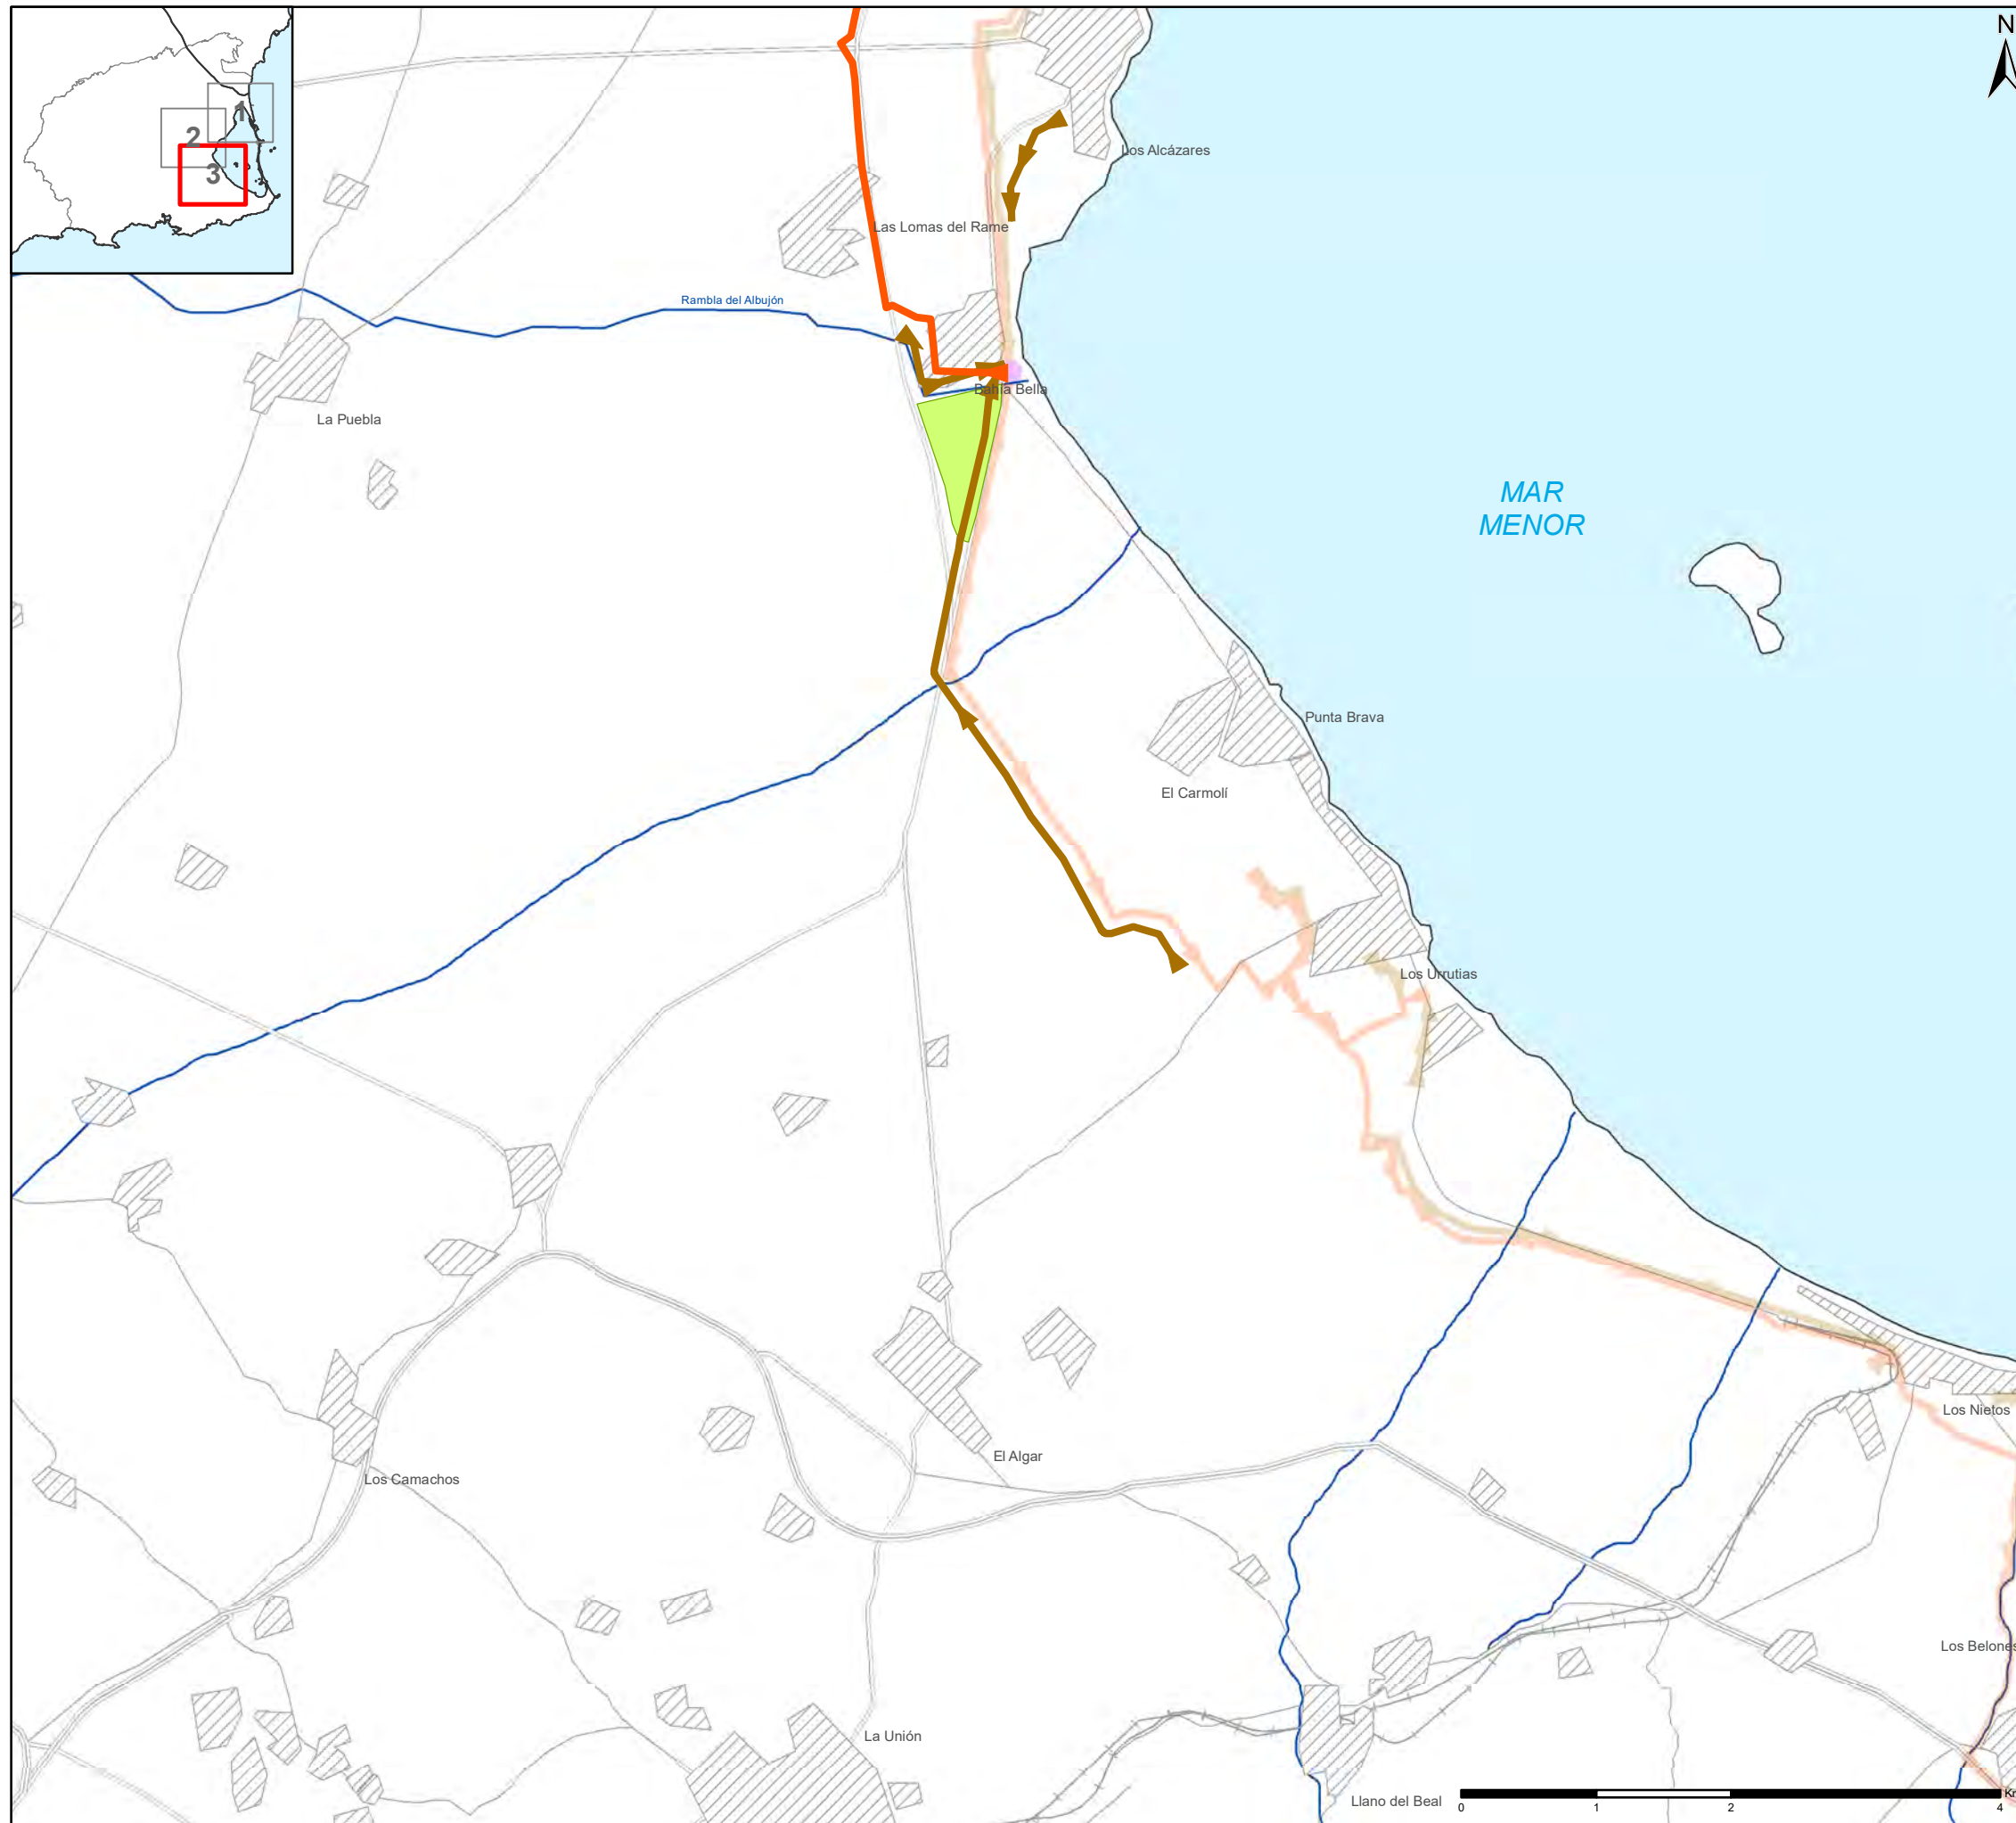 N
1
2
3
Los Alcázares
Las Lomas del Rame
Rambla del Albujón
Bahía Bella
La Puebla
MAR
MENOR
Punta Brava
El Carmolí
Los Urrutias
Los Nietos
El Algar
Los Camachos
Los Belones
La Unión
Llano del Beal
0 1 2 4